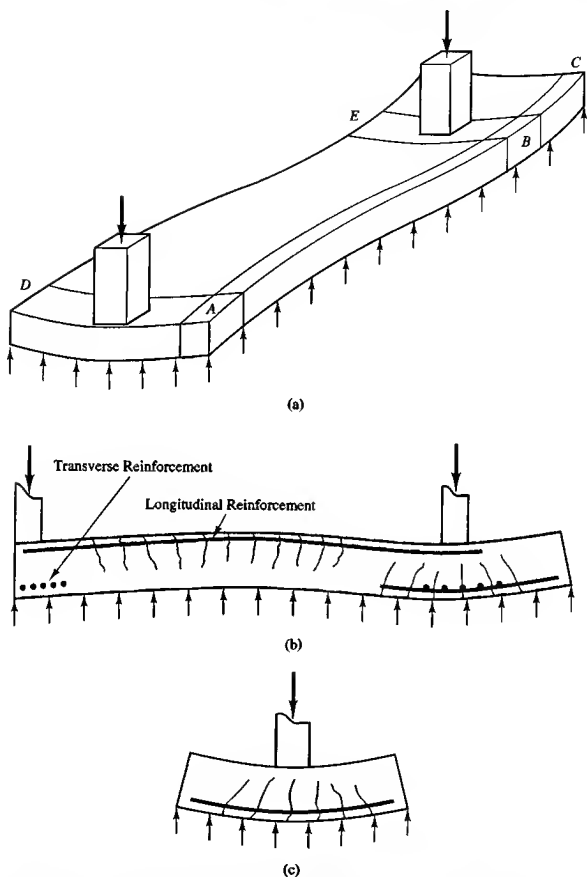 C
E
B
D
A
(a)
Transverse Reinforcement
Longitudinal Reinforcement
(b)
(c)